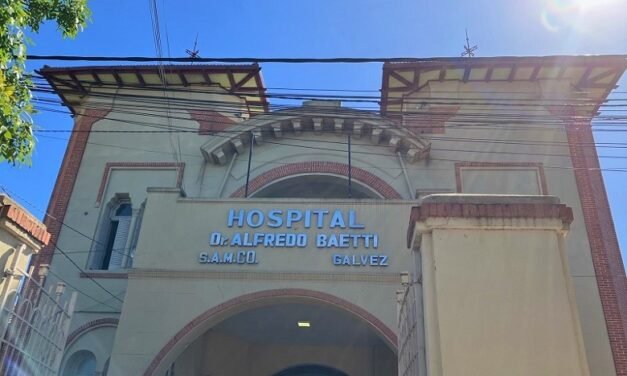 HOSPITAL
Dr. ALFREDO BAETTI
S.A.M.CO. GALVEZ